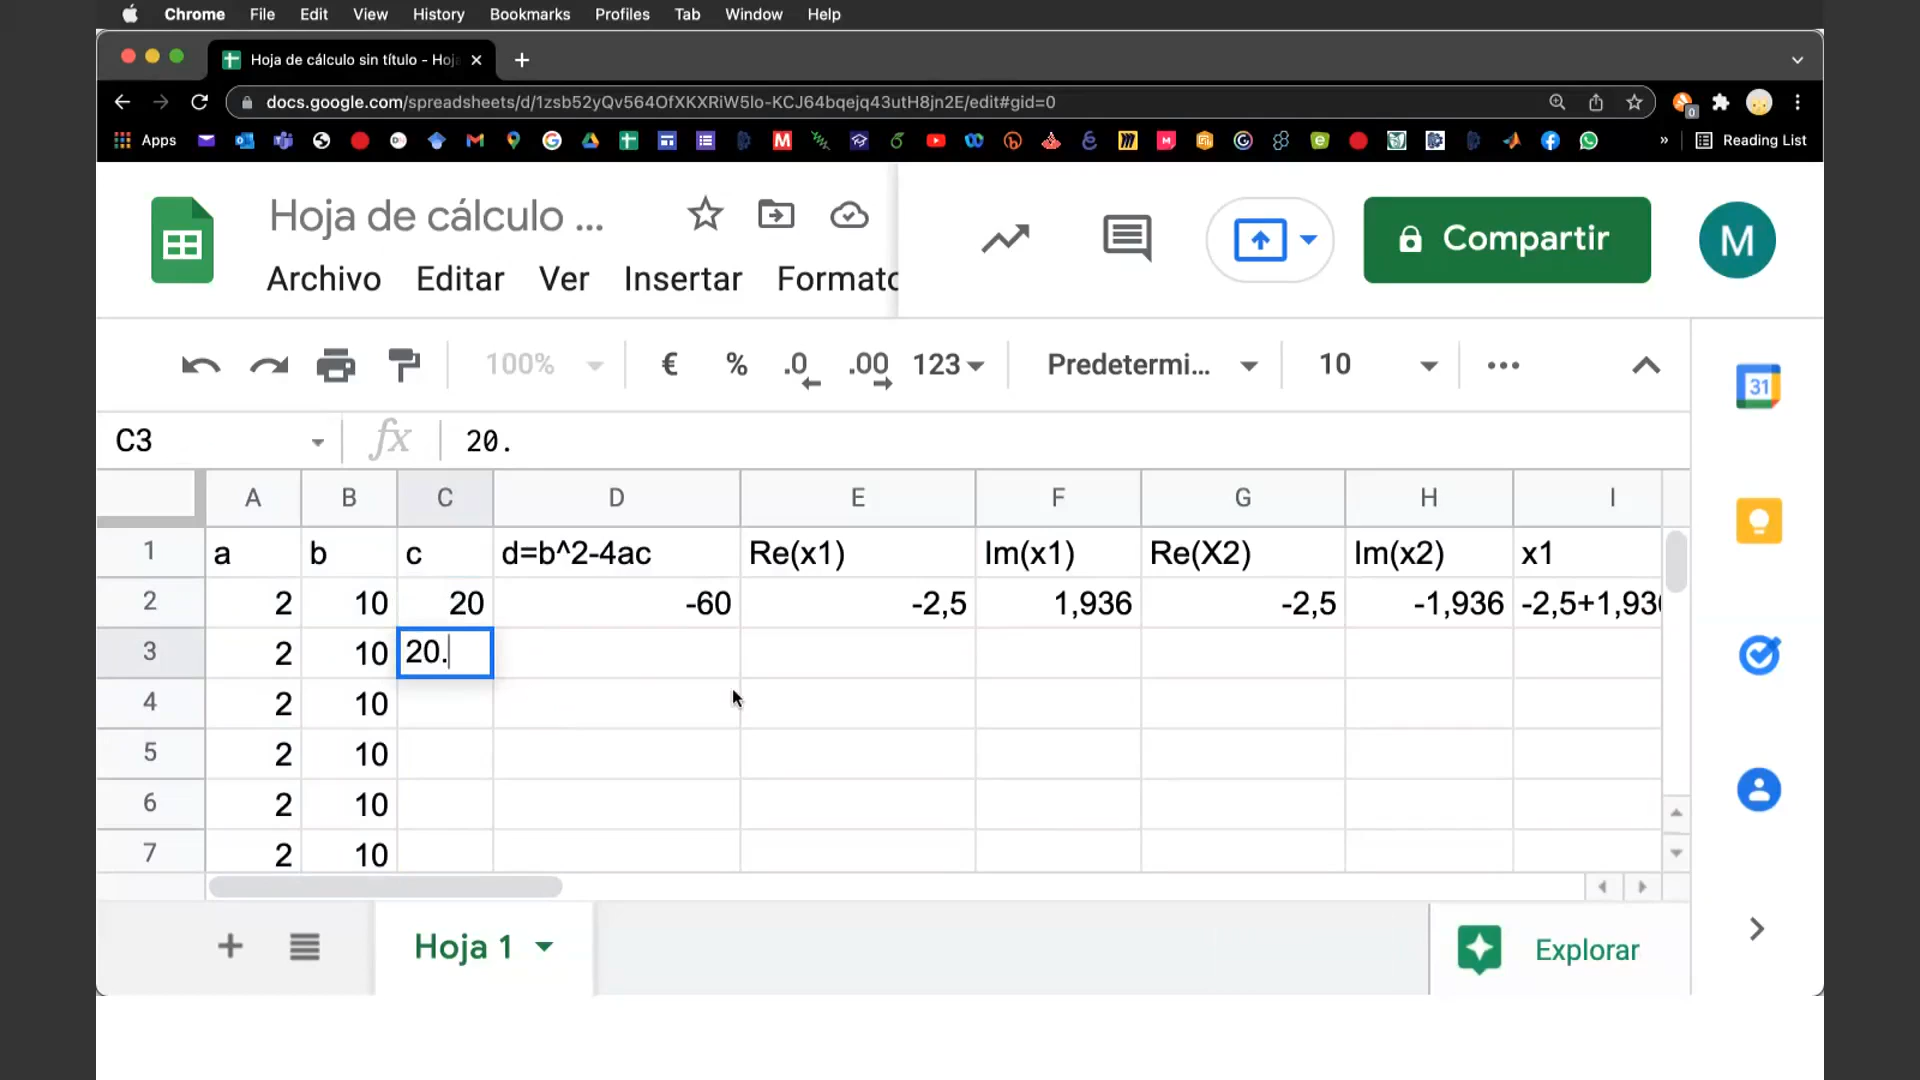 Chrome File Edit View History Bookmarks Profiles Tab Window Help
Hoja de cálculo sin título - Hoja
docs.google.com/spreadsheets/d/1zsb52yQv564OfXKXRiW5lo-KCJ64bqejq43utH8jn2E/edit#gid=0
Apps Reading List
Hoja de cálculo ...
Compartir
M
Archivo Editar Ver Insertar Formato
100% € % .0 .00 123 Predetermi... 10
31
C3 fx 20.
A B C D E F G H I
1 a b c d=b^2-4ac Re(x1) Im(x1) Re(X2) Im(x2) x1
2 2 10 20 -60 -2,5 1,936 -2,5 -1,936 -2,5+1,936
3 2 10 20.
4 2 10
5 2 10
6 2 10
7 2 10
Hoja 1 Explorar